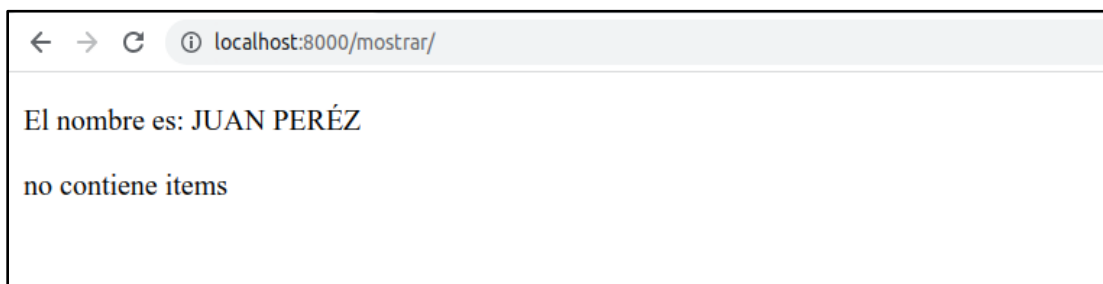 localhost:8000/mostrar/
El nombre es: JUAN PERÉZ
no contiene items